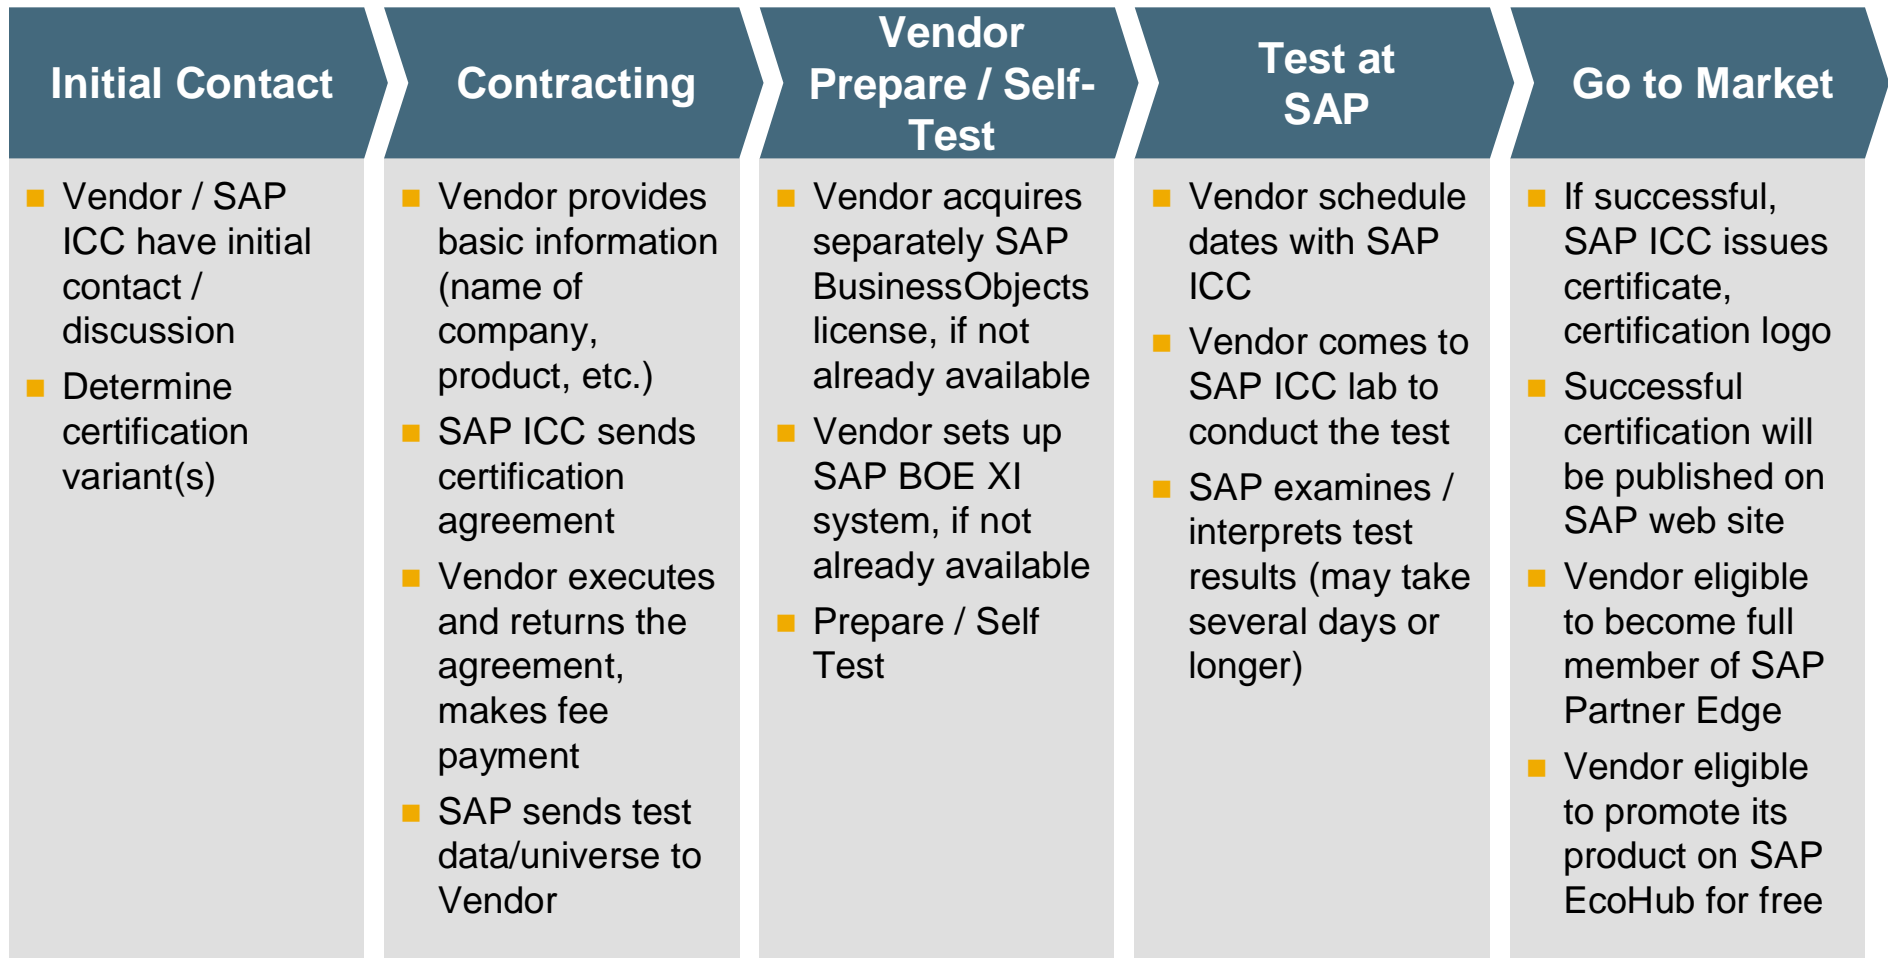 Initial Contact
Vendor / SAP
ICC have initial
contact /
discussion
Determine
certification
variant(s)
Contracting
Vendor provides
basic information
(name of
company,
product, etc.)
SAP ICC sends
certification
agreement
Vendor executes
and returns the
agreement,
makes fee
payment
SAP sends test
data/universe to
Vendor
Vendor
Prepare / Self-
Test
Vendor acquires
separately SAP
BusinessObjects
license, if not
already available
Vendor sets up
SAP BOE XI
system, if not
already available
Prepare / Self
Test
Test at
SAP
Vendor schedule
dates with SAP
ICC
Vendor comes to
SAP ICC lab to
conduct the test
SAP examines /
interprets test
results (may take
several days or
longer)
Go to Market
If successful,
SAP ICC issues
certificate,
certification logo
Successful
certification will
be published on
SAP web site
Vendor eligible
to become full
member of SAP
Partner Edge
Vendor eligible
to promote its
product on SAP
EcoHub for free